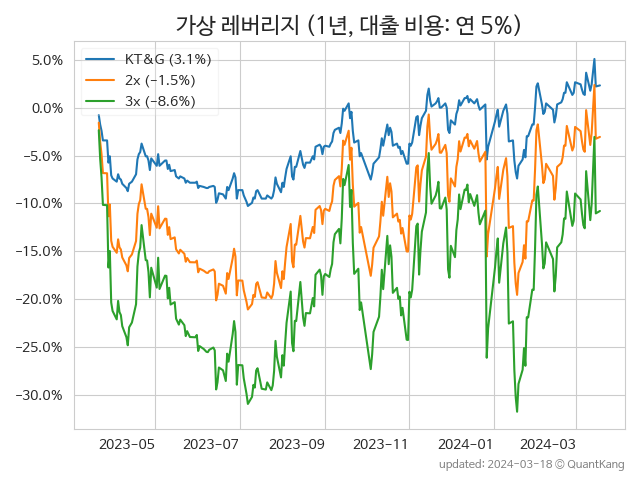 가상 레버리지 (1년, 대출 비용: 연 5%)
KT&G (3.1%)
2x (−1.5%)
3x (−8.6%)
5.0%
0.0%
−5.0%
−10.0%
−15.0%
−20.0%
−25.0%
−30.0%
2023-05 2023-07 2023-09 2023-11 2024-01 2024-03
updated: 2024-03-18 © QuantKang